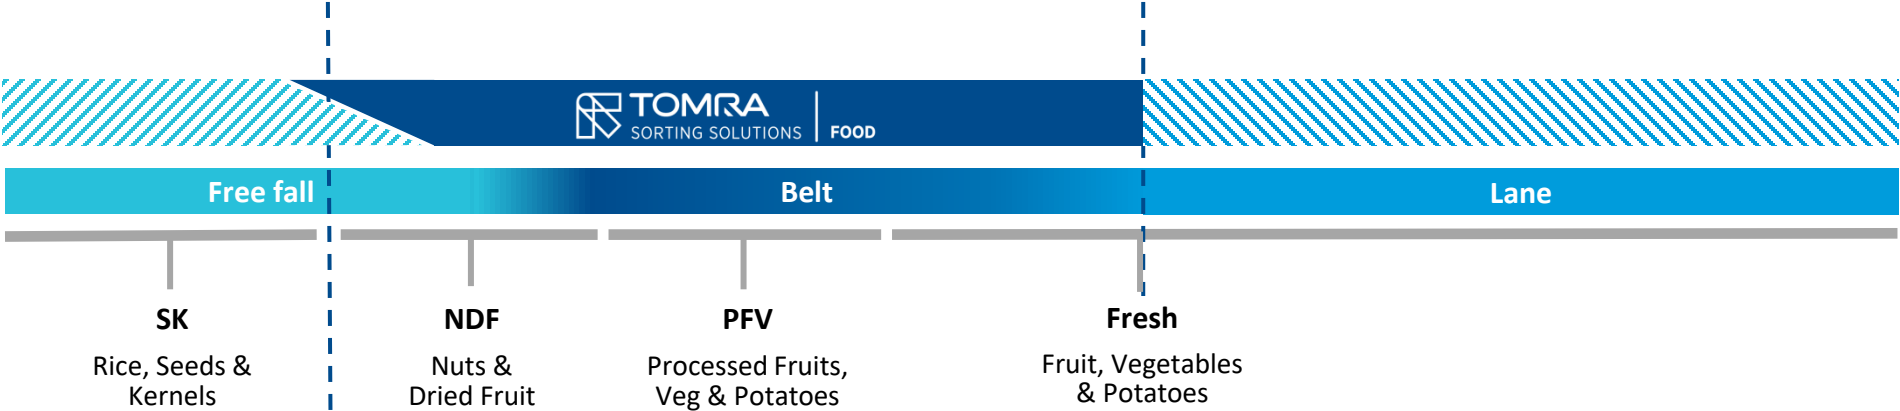 TOMRA
SORTING SOLUTIONS
FOOD
Free fall
Belt
Lane
SK
Rice, Seeds &
Kernels
NDF
Nuts &
Dried Fruit
PFV
Processed Fruits,
Veg & Potatoes
Fresh
Fruit, Vegetables
& Potatoes